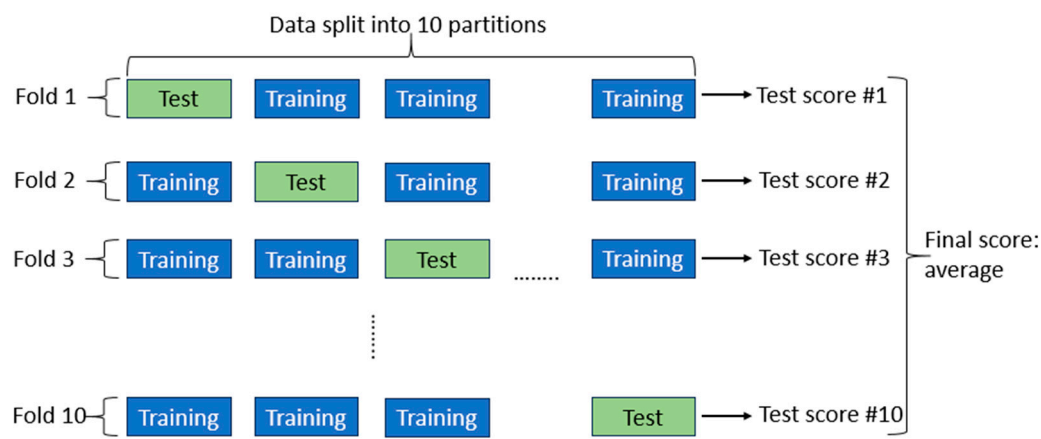 Data split into 10 partitions
Fold 1 Test Training Training Training Test score #1
Fold 2 Training Test Training Training Test score #2
Fold 3 Training Training Test ........ Training Test score #3
Final score:
average
Fold 10 Training Training Training Test Test score #10